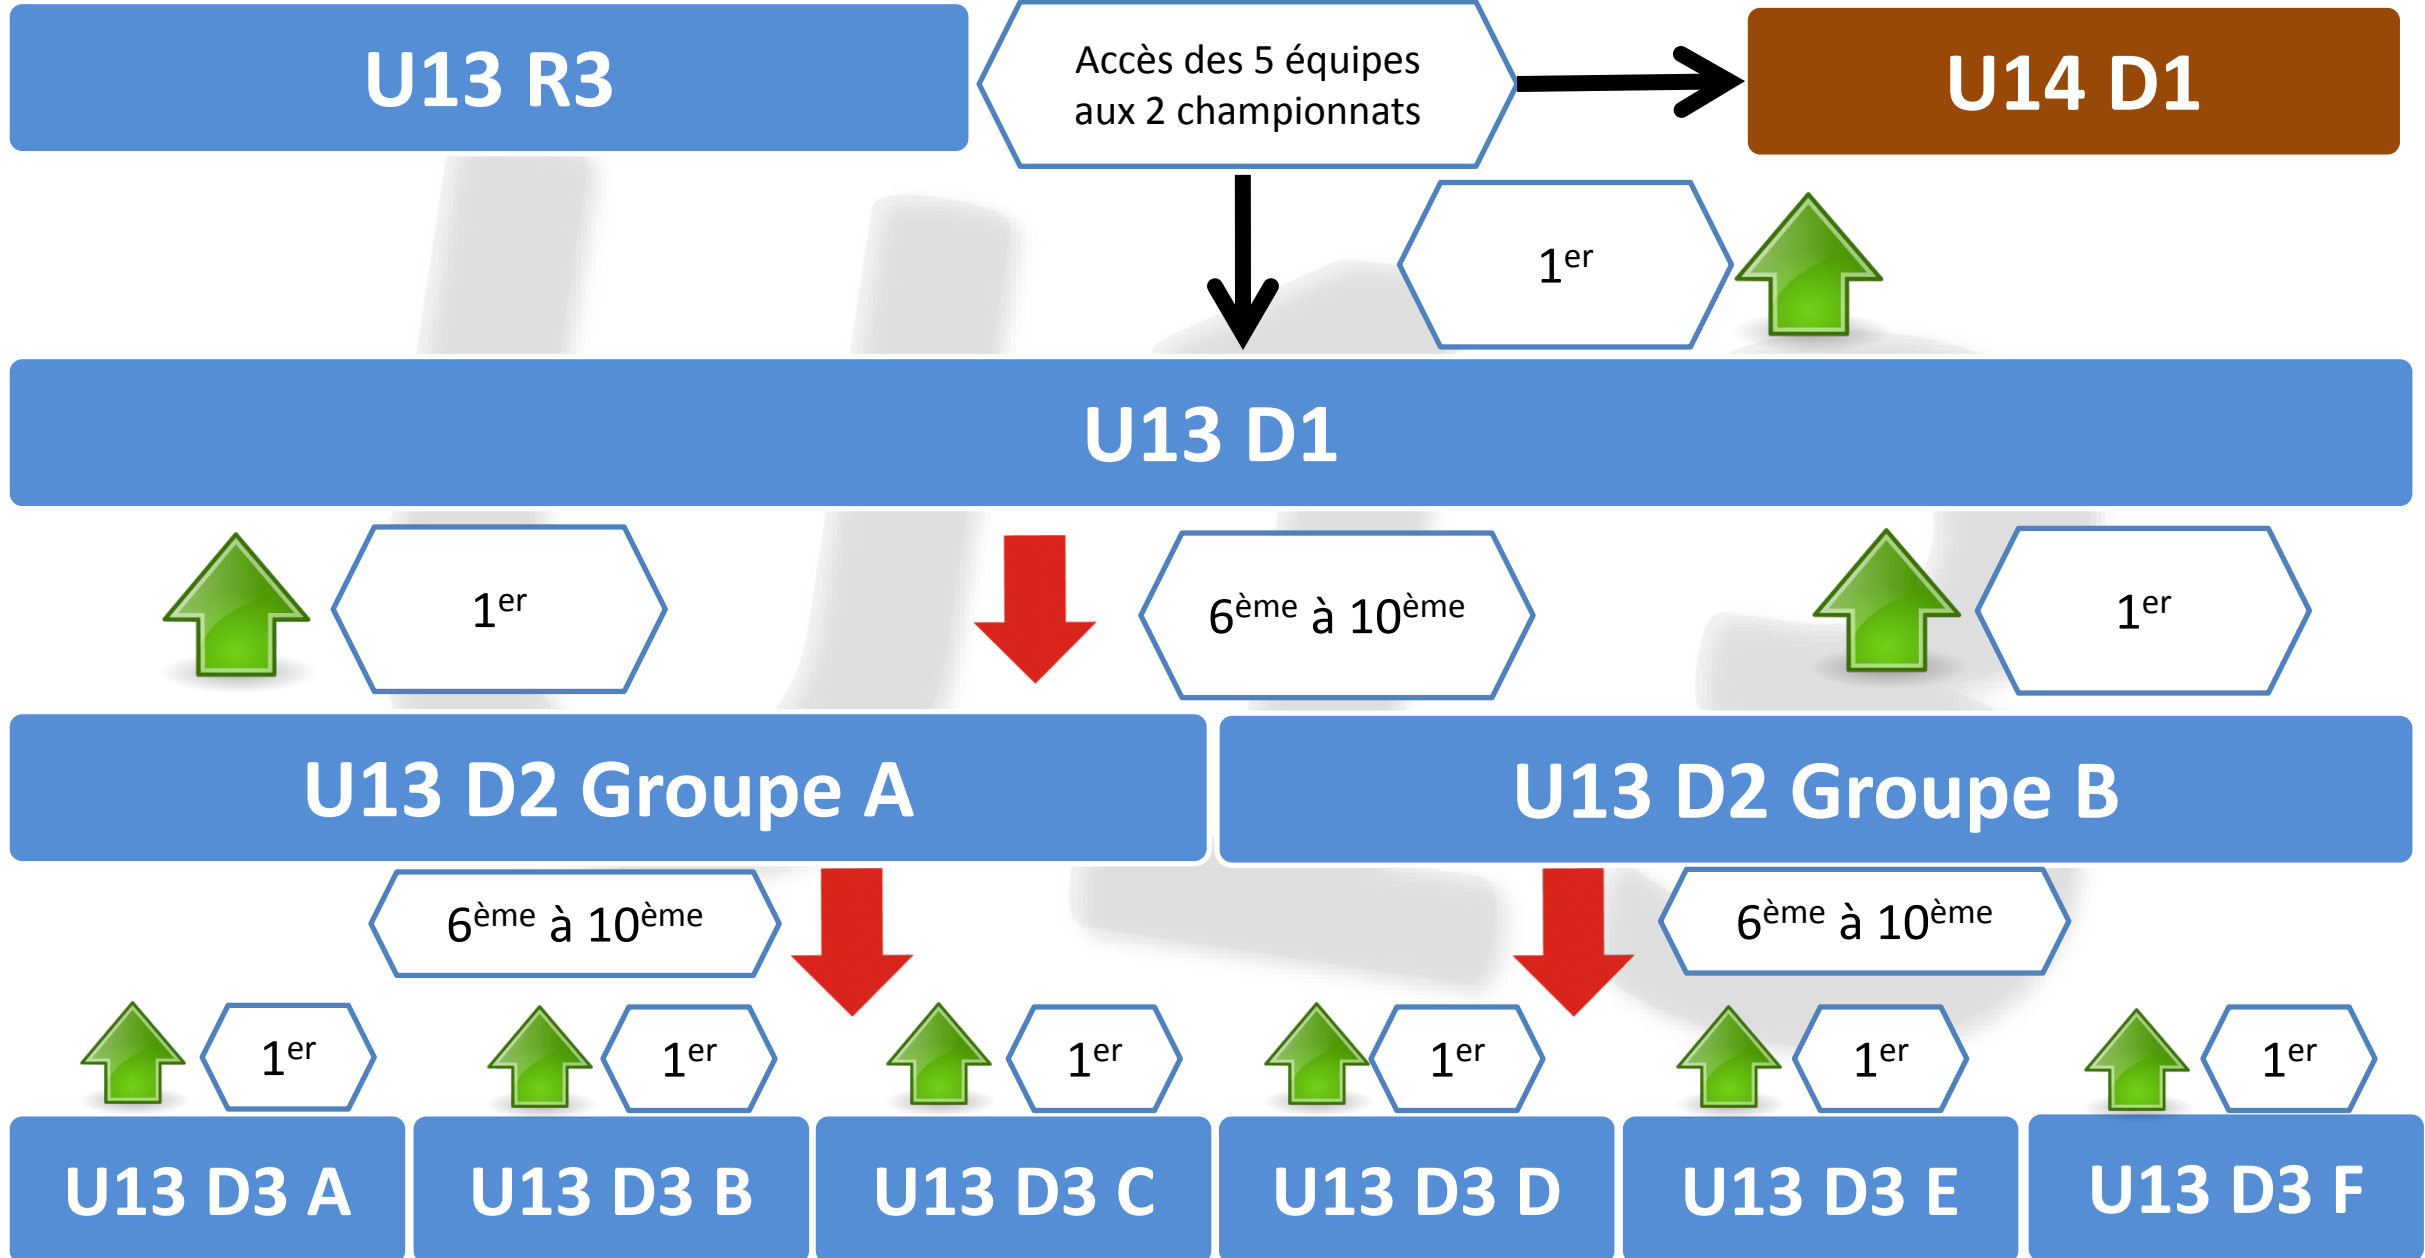 U13 R3
Accès des 5 équipes
aux 2 championnats
U14 D1
1er
U13 D1
1er
6ème à 10ème
1er
U13 D2 Groupe A
U13 D2 Groupe B
6ème à 10ème
6ème à 10ème
1er
1er
1er
1er
1er
1er
U13 D3 A
U13 D3 B
U13 D3 C
U13 D3 D
U13 D3 E
U13 D3 F